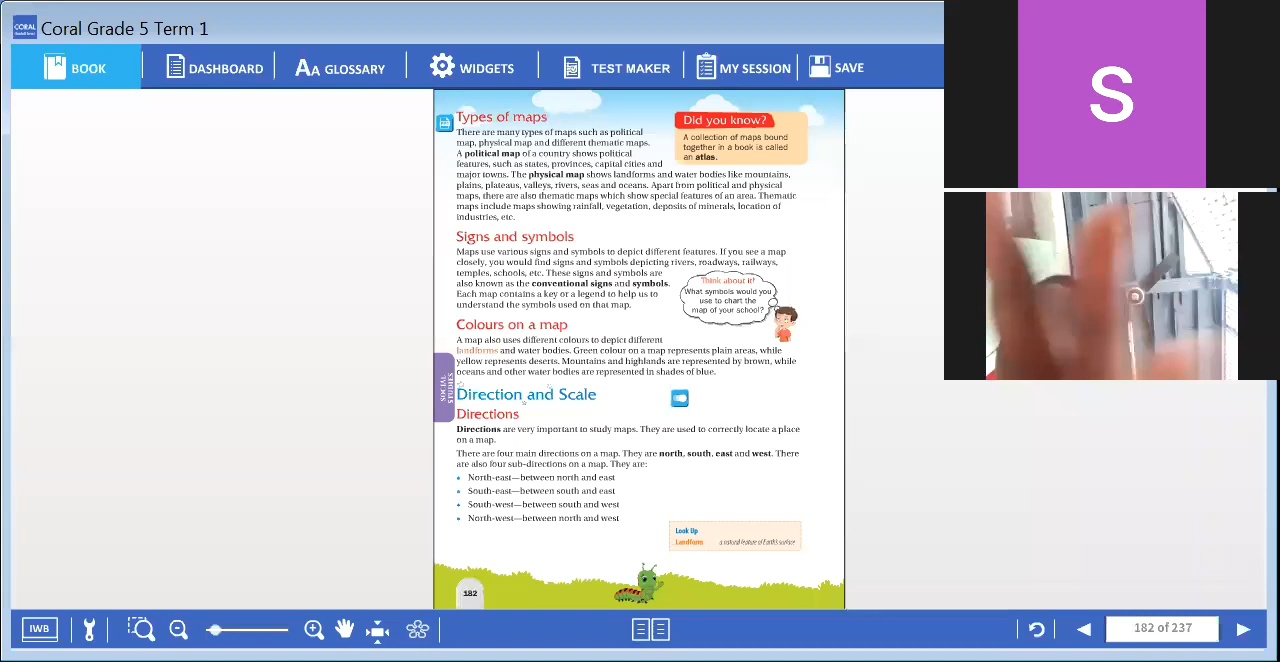 CORAL
Coral Grade 5 Term 1
BOOK
DASHBOARD
AA GLOSSARY
WIDGETS
TEST MAKER
MY SESSION
SAVE
S
Types of maps
There are many types of maps such as political
map, physical map and different thematic maps.
A political map of a country shows political
features, such as states, provinces, capital cities and
major towns. The physical map shows landforms and water bodies like mountains,
plains, plateaus, valleys, rivers, seas and oceans. Apart from political and physical
maps, there are also thematic maps which show special features of an area. Thematic
maps include maps showing rainfall, vegetation, deposits of minerals, location of
industries, etc.
Did you know?
A collection of maps bound
together in a book is called
an atlas.
Signs and symbols
Maps use various signs and symbols to depict different features. If you see a map
closely, you would find signs and symbols depicting rivers, roadways, railways,
temples, schools, etc. These signs and symbols are
also known as the conventional signs and symbols.
Each map contains a key or a legend to help us to
understand the symbols used on that map.
Think about it!
What symbols would you
use to chart the
map of your school?
Colours on a map
A map also uses different colours to depict different
landforms and water bodies. Green colour on a map represents plain areas, while
yellow represents deserts. Mountains and highlands are represented by brown, while
oceans and other water bodies are represented in shades of blue.
SOCIAL
STUDIES
Direction and Scale
Directions
Directions are very important to study maps. They are used to correctly locate a place
on a map.
There are four main directions on a map. They are north, south, east and west. There
are also four sub-directions on a map. They are:
• North-east—between north and east
• South-east—between south and east
• South-west—between south and west
• North-west—between north and west
Look Up
Landform a natural feature of Earth's surface
182
IWB
182 of 237